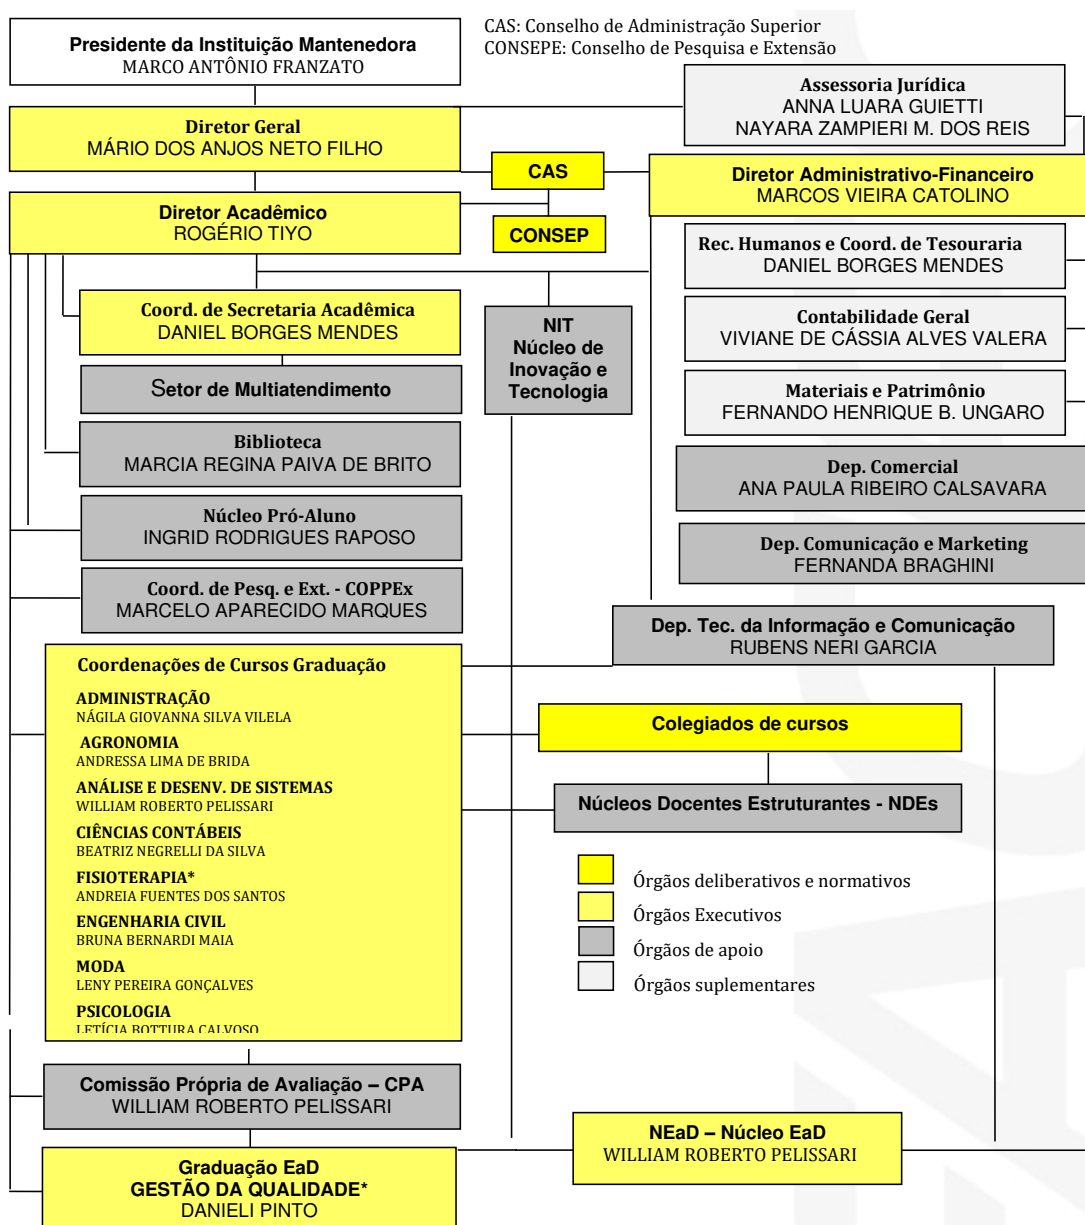 CAS: Conselho de Administração Superior
CONSEPE: Conselho de Pesquisa e Extensão
Presidente da Instituição Mantenedora
MARCO ANTÔNIO FRANZATO
Assessoria Jurídica
ANNA LUARA GUIETTI
NAYARA ZAMPIERI M. DOS REIS
Diretor Geral
MÁRIO DOS ANJOS NETO FILHO
CAS
Diretor Administrativo-Financeiro
MARCOS VIEIRA CATOLINO
Diretor Acadêmico
ROGÉRIO TIYO
CONSEP
Rec. Humanos e Coord. de Tesouraria
DANIEL BORGES MENDES
Coord. de Secretaria Acadêmica
DANIEL BORGES MENDES
NIT
Núcleo de
Inovação e
Tecnologia
Contabilidade Geral
VIVIANE DE CÁSSIA ALVES VALERA
Setor de Multiatendimento
Materiais e Patrimônio
FERNANDO HENRIQUE B. UNGARO
Biblioteca
MARCIA REGINA PAIVA DE BRITO
Dep. Comercial
ANA PAULA RIBEIRO CALSAVARA
Núcleo Pró-Aluno
INGRID RODRIGUES RAPOSO
Dep. Comunicação e Marketing
FERNANDA BRAGHINI
Coord. de Pesq. e Ext. - COPPEx
MARCELO APARECIDO MARQUES
Dep. Tec. da Informação e Comunicação
RUBENS NERI GARCIA
Coordenações de Cursos Graduação
ADMINISTRAÇÃO
NÁGILA GIOVANNA SILVA VILELA
AGRONOMIA
ANDRESSA LIMA DE BRIDA
ANÁLISE E DESENV. DE SISTEMAS
WILLIAM ROBERTO PELISSARI
CIÊNCIAS CONTÁBEIS
BEATRIZ NEGRELLI DA SILVA
FISIOTERAPIA*
ANDREIA FUENTES DOS SANTOS
ENGENHARIA CIVIL
BRUNA BERNARDI MAIA
MODA
LENY PEREIRA GONÇALVES
PSICOLOGIA
LETÍCIA BOTTURA CALVOSO
Colegiados de cursos
Núcleos Docentes Estruturantes - NDEs
Órgãos deliberativos e normativos
Órgãos Executivos
Órgãos de apoio
Órgãos suplementares
Comissão Própria de Avaliação – CPA
WILLIAM ROBERTO PELISSARI
NEaD – Núcleo EaD
WILLIAM ROBERTO PELISSARI
Graduação EaD
GESTÃO DA QUALIDADE*
DANIELI PINTO